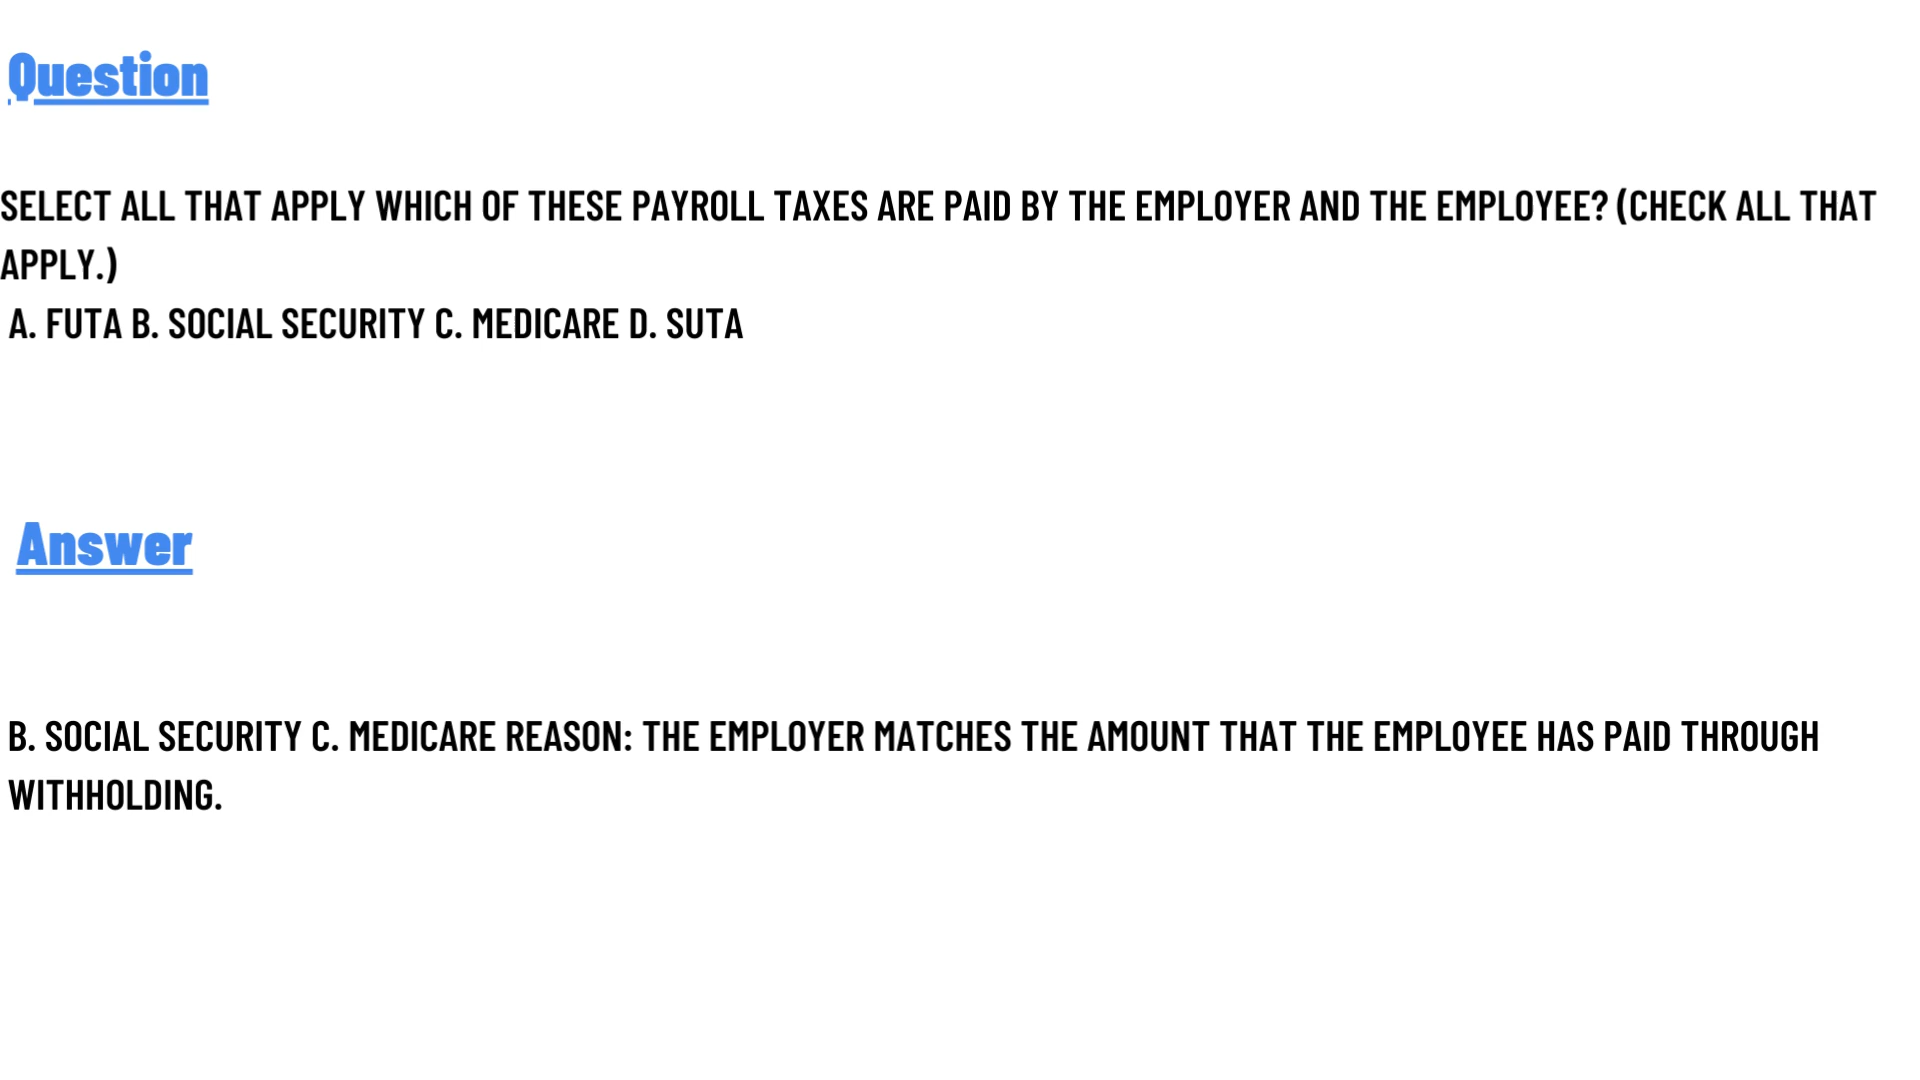 Question
SELECT ALL THAT APPLY WHICH OF THESE PAYROLL TAXES ARE PAID BY THE EMPLOYER AND THE EMPLOYEE? (CHECK ALL THAT
APPLY.)
A. FUTA B. SOCIAL SECURITY C. MEDICARE D. SUTA
Answer
B. SOCIAL SECURITY C. MEDICARE REASON: THE EMPLOYER MATCHES THE AMOUNT THAT THE EMPLOYEE HAS PAID THROUGH
WITHHOLDING.